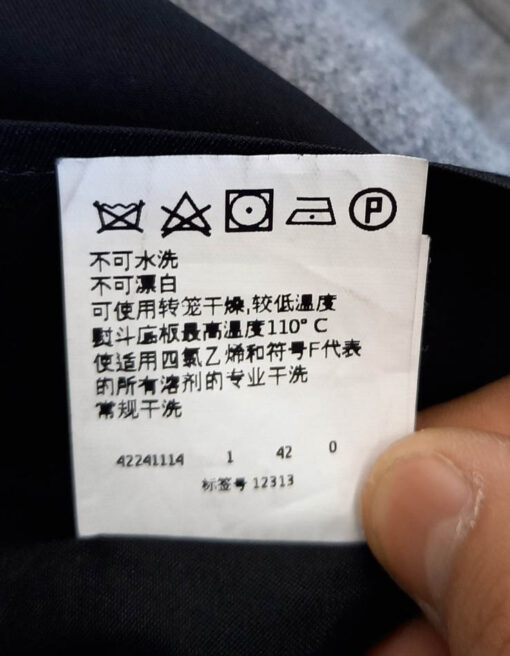 P
不可水洗
不可漂白
可使用转笼干燥,较低温度
熨斗底板最高温度110° C
使适用四氯乙烯和符号F代表
的所有溶剂的专业干洗
常规干洗
42241114 1 42 0
标签号 12313